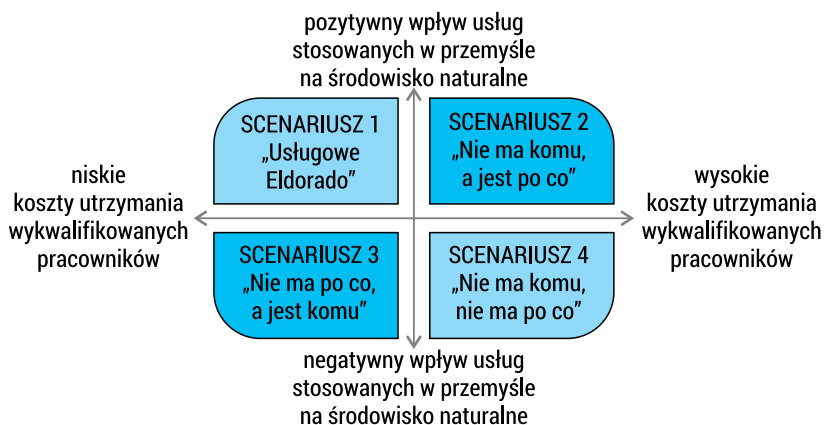 pozytywny wpływ usług
stosowanych w przemyśle
na środowisko naturalne
SCENARIUSZ 1
„Usługowe
Eldorado”
SCENARIUSZ 2
„Nie ma komu,
a jest po co”
niskie
koszty utrzymania
wykwalifikowanych
pracowników
wysokie
koszty utrzymania
wykwalifikowanych
pracowników
SCENARIUSZ 3
„Nie ma po co,
a jest komu”
SCENARIUSZ 4
„Nie ma komu,
nie ma po co”
negatywny wpływ usług
stosowanych w przemyśle
na środowisko naturalne